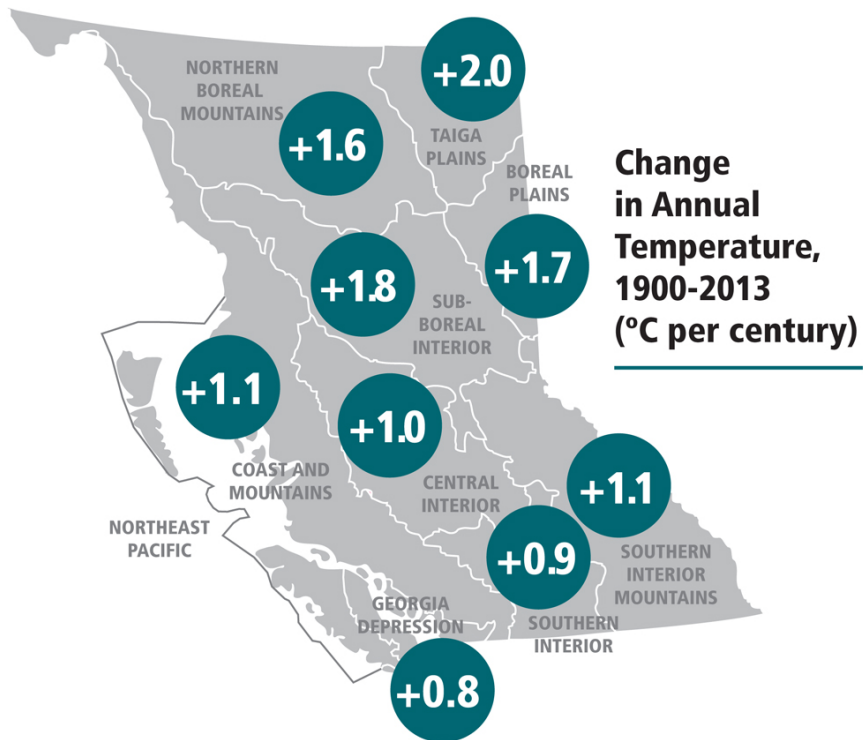 +2.0
NORTHERN
BOREAL
MOUNTAINS
+1.6
TAIGA
PLAINS
BOREAL
PLAINS
Change
in Annual
Temperature,
1900-2013
(ºC per century)
+1.7
+1.8
SUB-
BOREAL
INTERIOR
+1.1
+1.0
COAST AND
MOUNTAINS
CENTRAL
INTERIOR
+1.1
NORTHEAST
PACIFIC
+0.9
SOUTHERN
INTERIOR
MOUNTAINS
GEORGIA
DEPRESSION
SOUTHERN
INTERIOR
+0.8